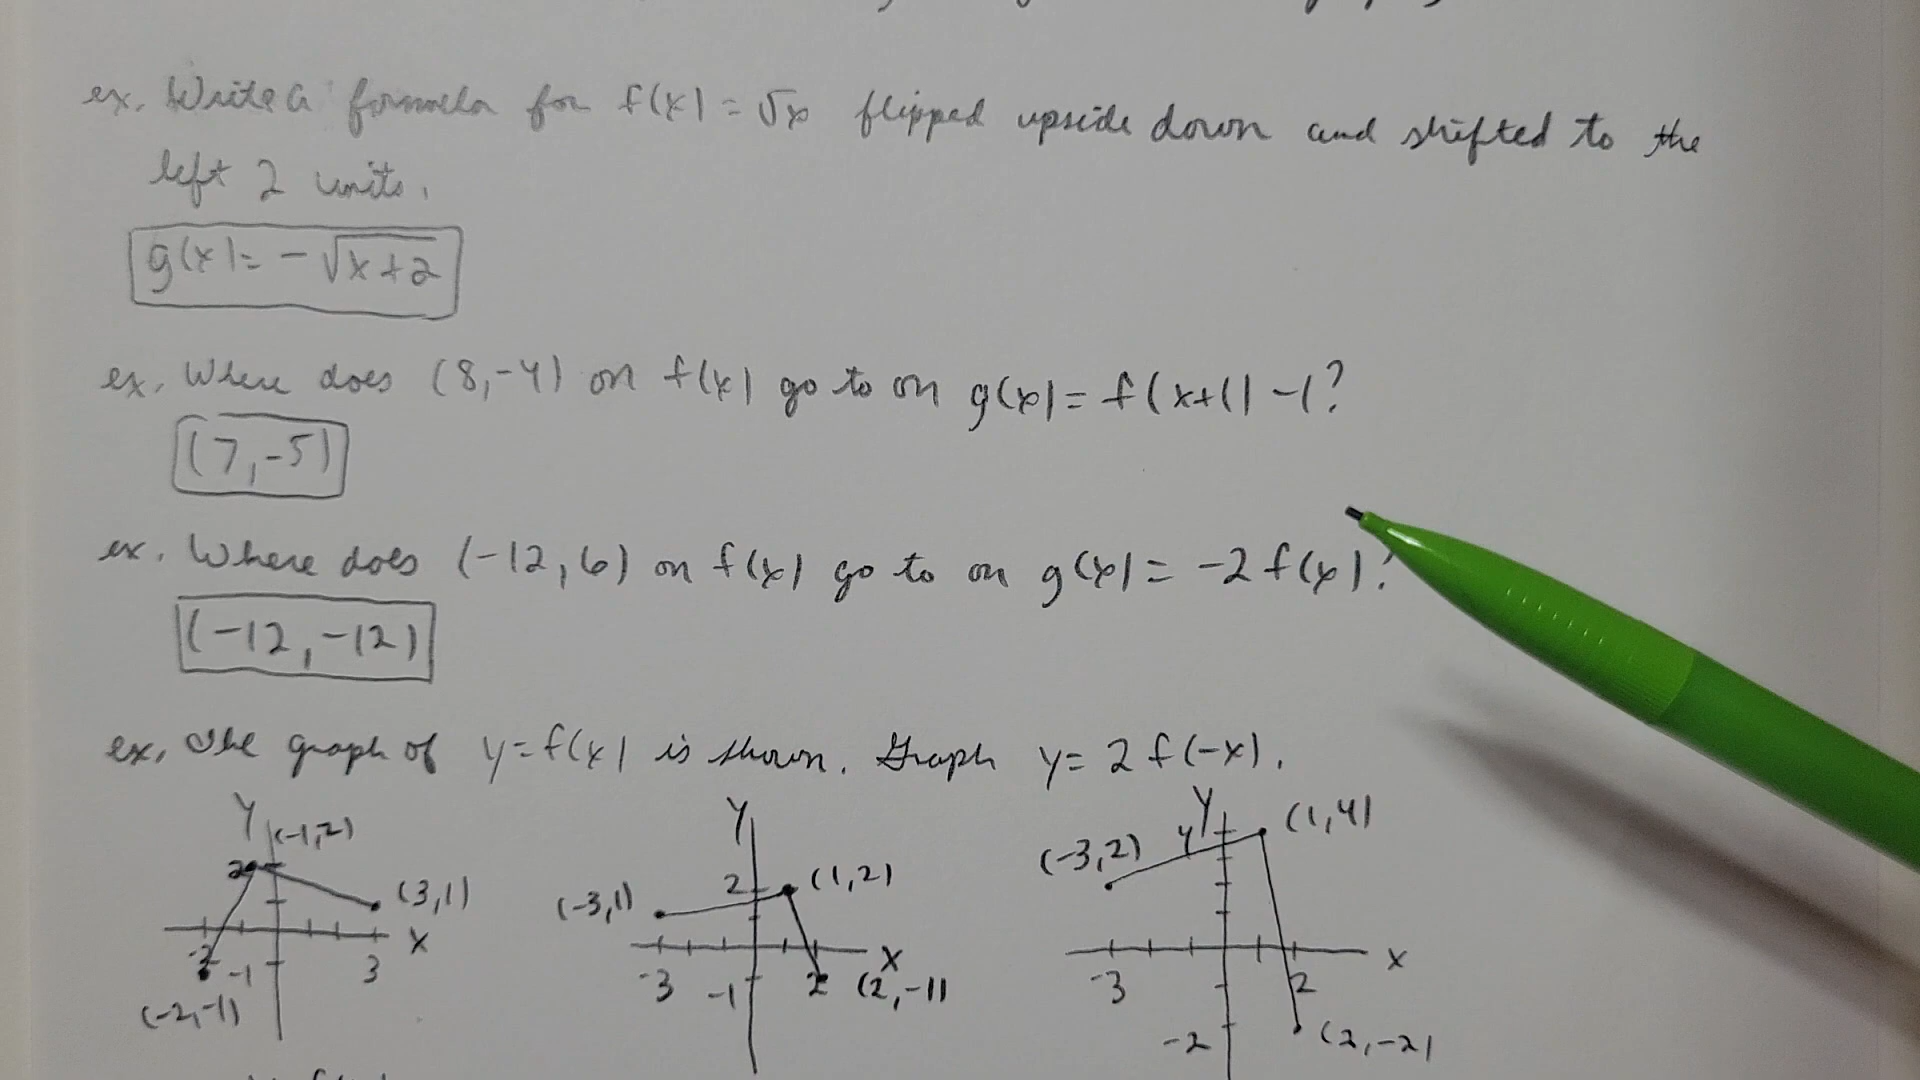 ex. Write a formula for f(x) = √x flipped upside down and shifted to the
left 2 units.
g(x) = -√x+2
ex. Where does (8,-4) on f(x) go to on g(x) = f(x+1) -1?
(7,-5)
ex. Where does (-12,6) on f(x) go to on g(x) = -2f(x)?
(-12,-12)
ex. The graph of y=f(x) is shown. Graph y= 2f(-x).
Y (-1,2)
2
(3,1)
X
-2 -1 3
(-2,-1)
Y
2 (1,2)
(-3,1)
X
-3 -1 2 (2,-1)
Y (1,4)
4
(-3,2)
X
-3 2
-2 (2,-2)